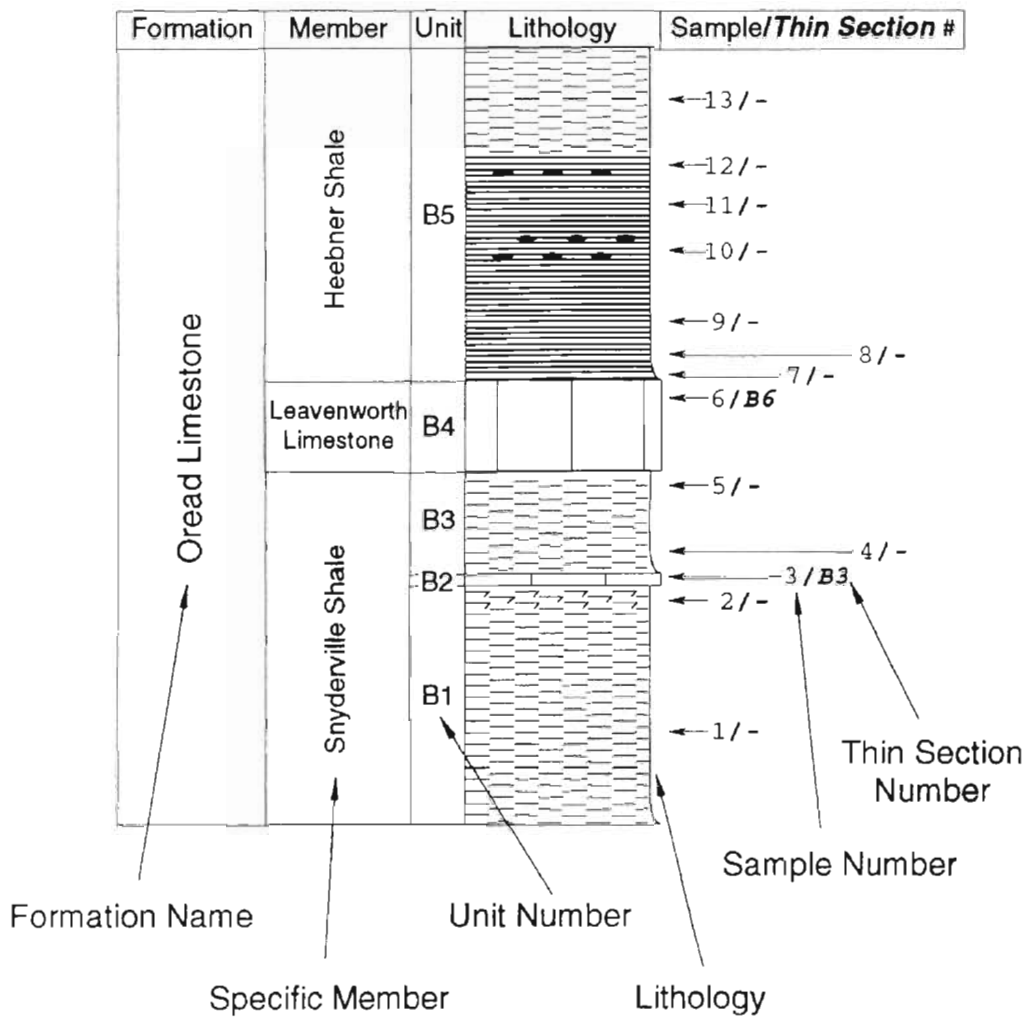 Formation Member Unit Lithology Sample/Thin Section #
13/-
12/-
11/-
Heebner Shale
B5
10/-
9/-
8/-
7/-
6/B6
Leavenworth
Limestone
B4
Oread Limestone
5/-
B3
4/-
B2
3/B3
2/-
Snyderville Shale
B1
1/-
Thin Section
Number
Sample Number
Formation Name
Unit Number
Specific Member
Lithology